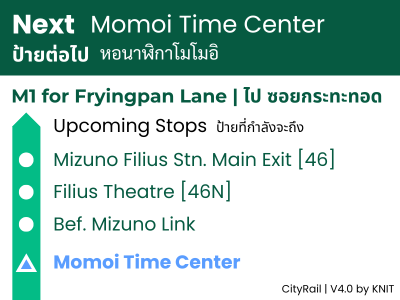 Next Momoi Time Center
ป้ายต่อไป หอนาฬิกาโมโมอิ
M1 for Fryingpan Lane | ไป ซอยกระทะทอด
Upcoming Stops ป้ายที่กำลังจะถึง
Mizuno Filius Stn. Main Exit [46]
Filius Theatre [46N]
Bef. Mizuno Link
Momoi Time Center
CityRail | V4.0 by KNIT